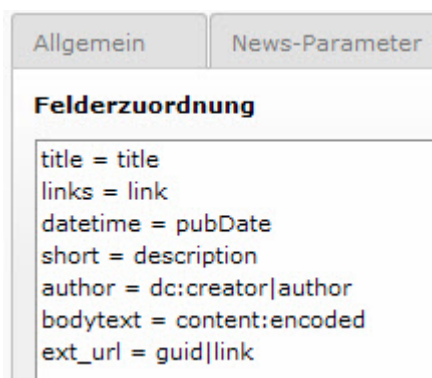 Allgemein News-Parameter
Felderzuordnung
title = title
links = link
datetime = pubDate
short = description
author = dc:creator|author
bodytext = content:encoded
ext_url = guid|link